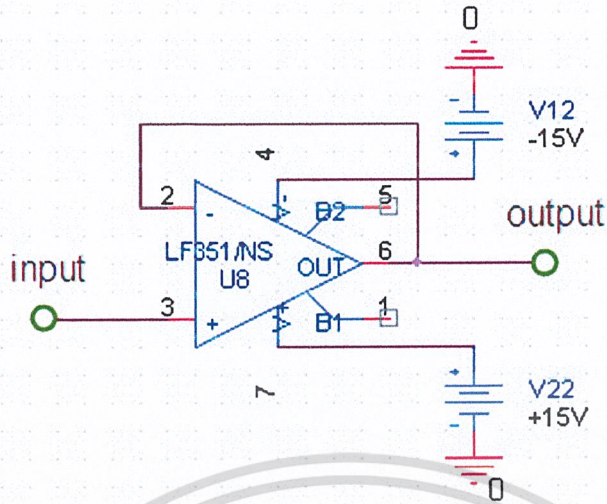 0
V12
-15V
-
+
4
2
-
5
B2
V-
output
LF351/NS
U8
OUT
6
input
3
+
V+
B1
1
7
+
-
V22
+15V
0